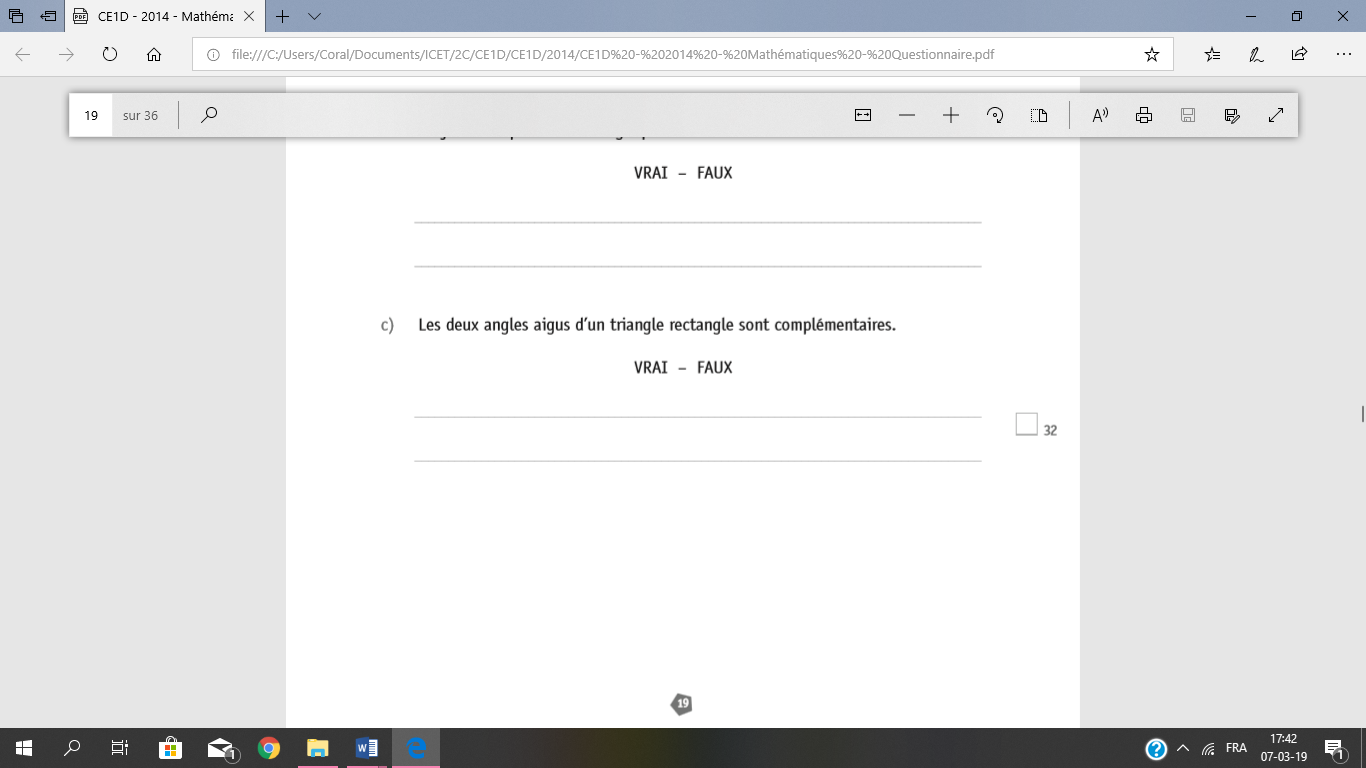 CE1D - 2014 - Mathéma
file:///C:/Users/Coral/Documents/ICET/2C/CE1D/CE1D/2014/CE1D%20-%202014%20-%20Mathématiques%20-%20Questionnaire.pdf
19 sur 36
VRAI – FAUX
c) Les deux angles aigus d'un triangle rectangle sont complémentaires.
VRAI – FAUX
32
19
FRA
17:42
07-03-19
1
1